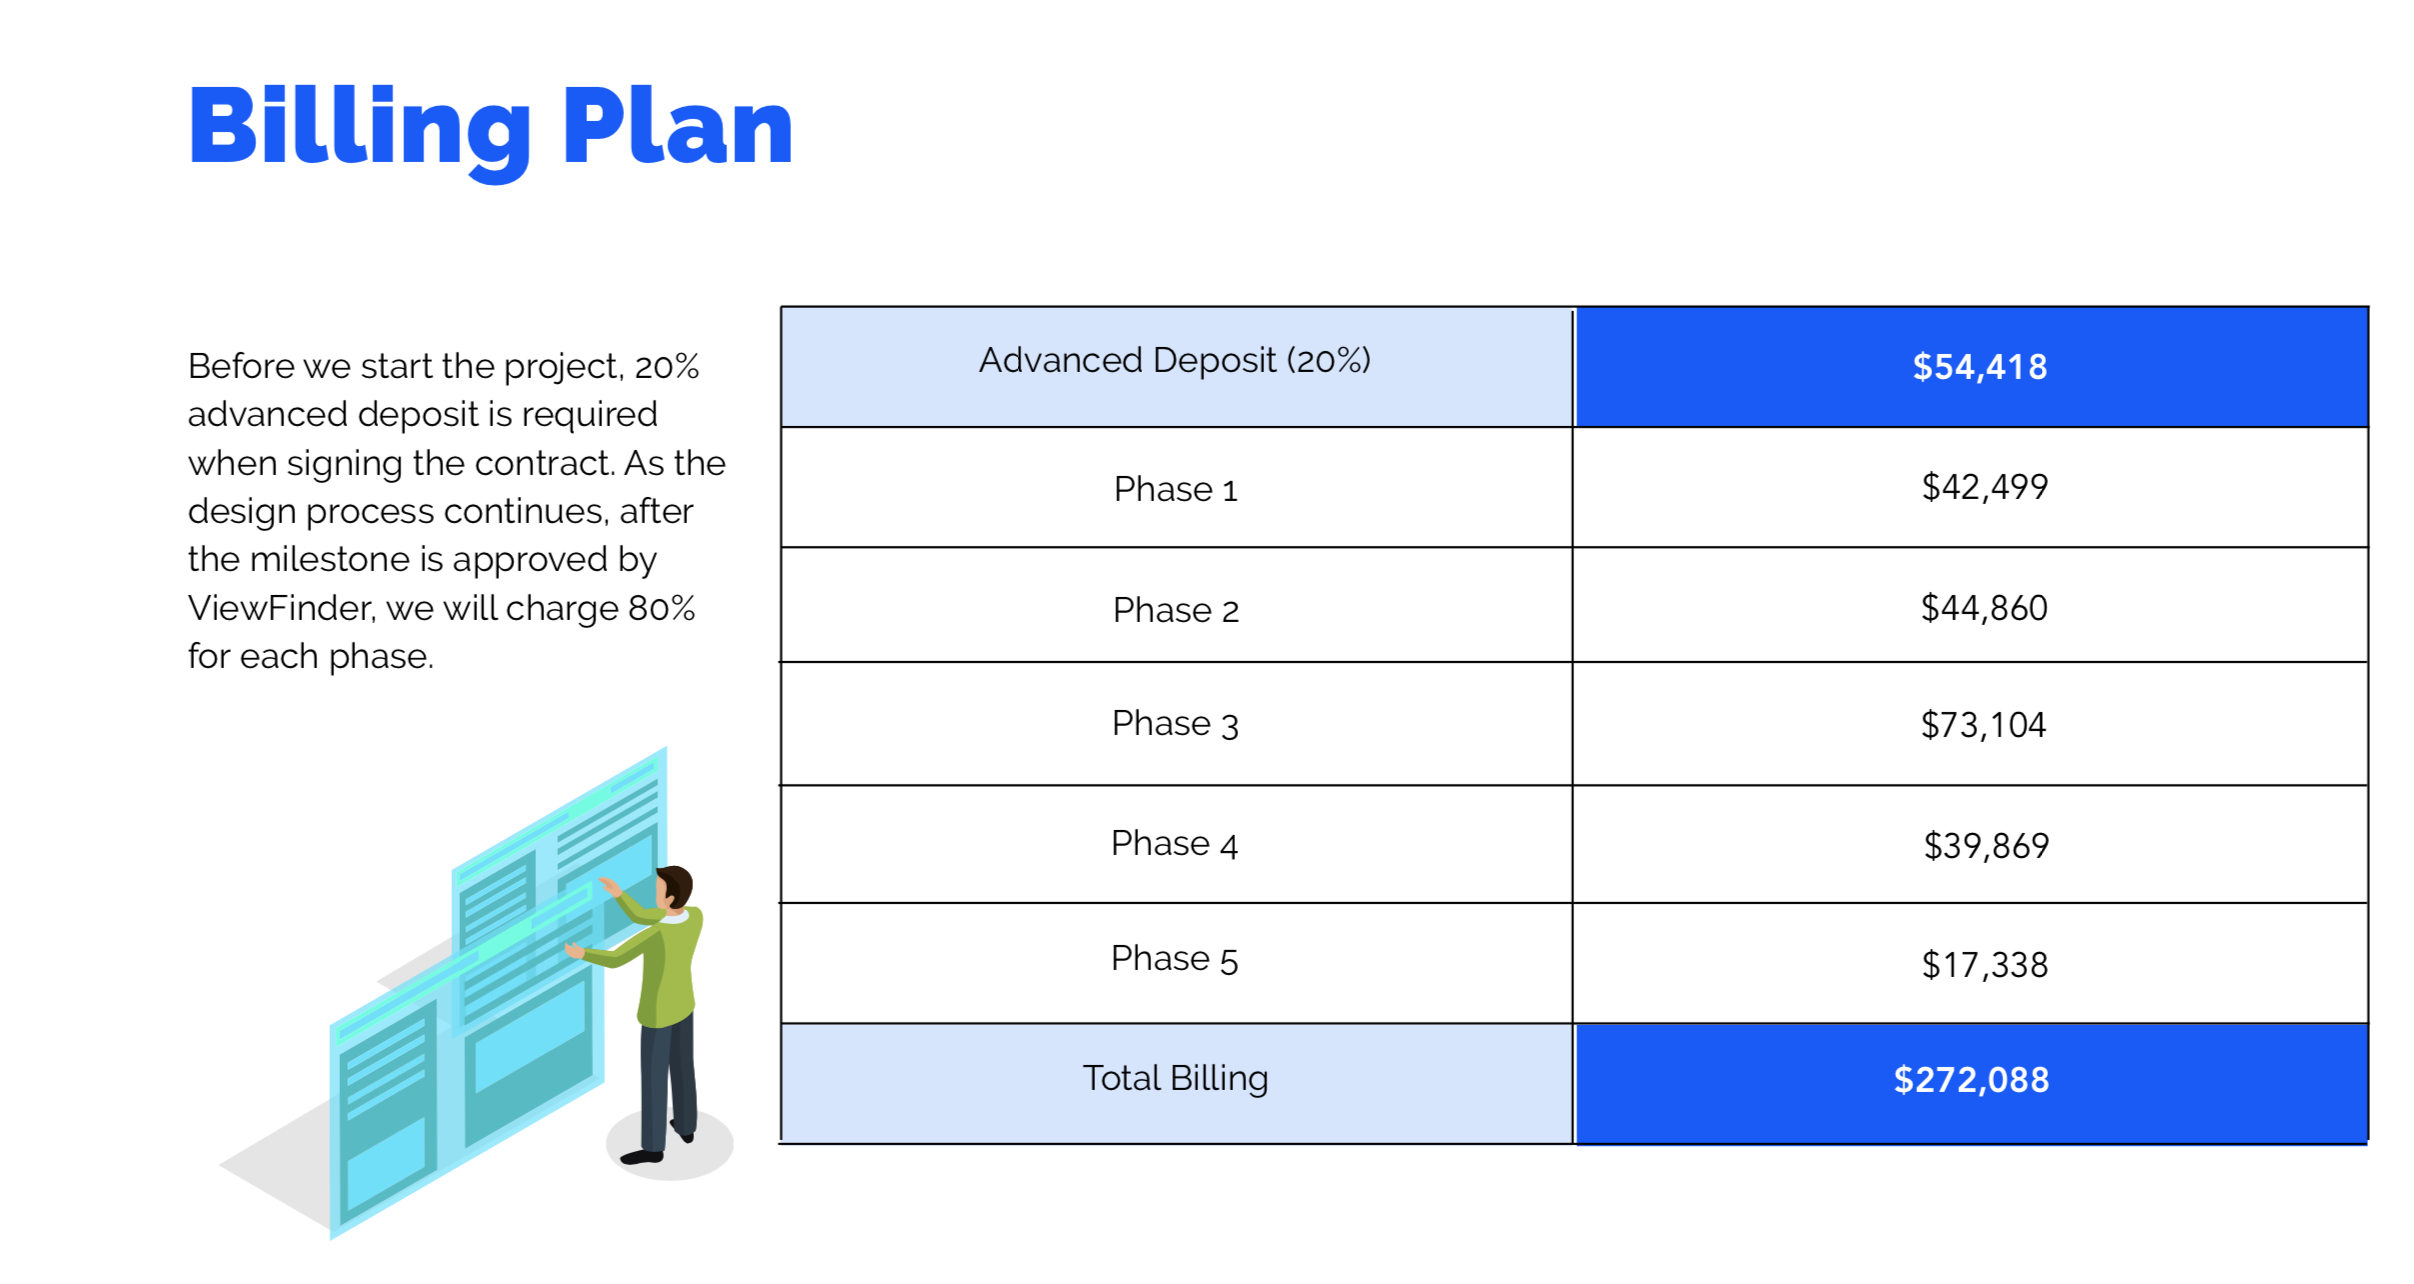 Billing Plan
Before we start the project, 20%
advanced deposit is required
when signing the contract. As the
design process continues, after
the milestone is approved by
ViewFinder, we will charge 80%
for each phase.
Advanced Deposit (20%) $54,418
Phase 1 $42,499
Phase 2 $44,860
Phase 3 $73,104
Phase 4 $39,869
Phase 5 $17,338
Total Billing $272,088